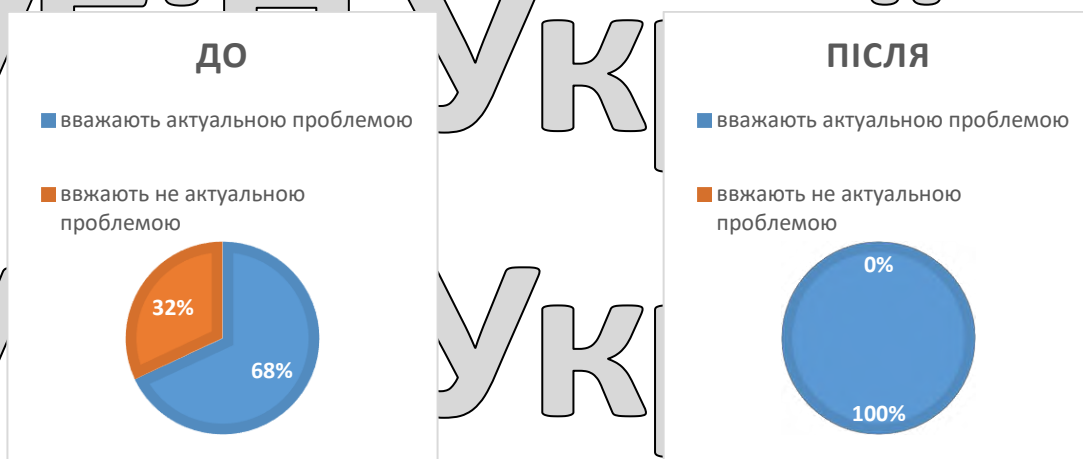 ДО
вважають актуальною проблемою
ввжають не актуальною
проблемою
32%
68%
ПІСЛЯ
вважають актуальною проблемою
ввжають не актуальною
проблемою
0%
100%